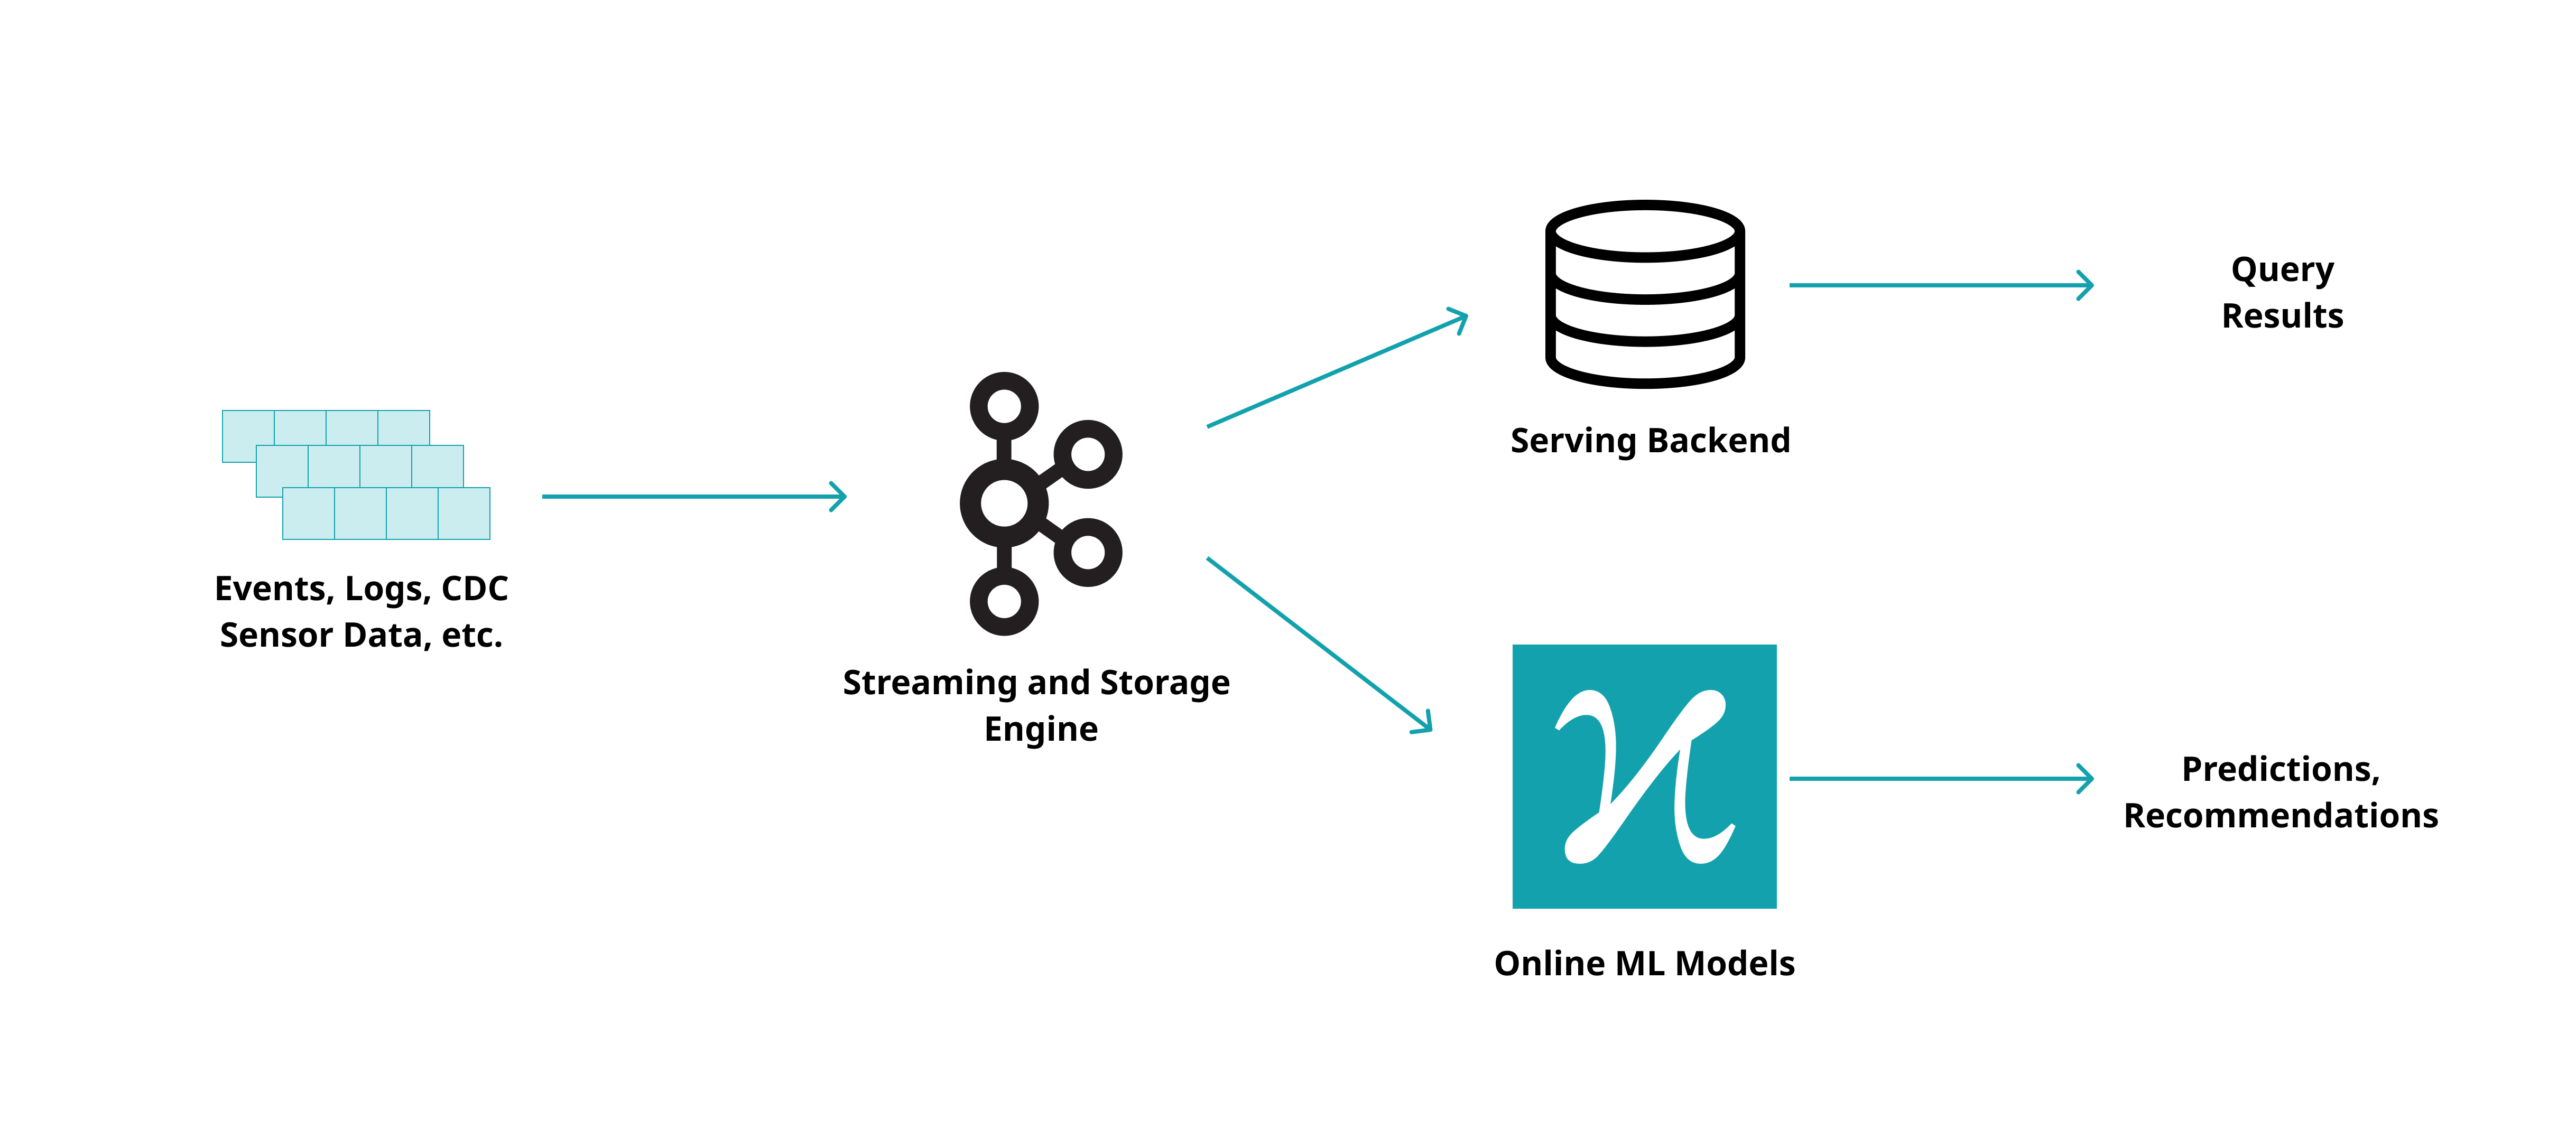 Events, Logs, CDC
Sensor Data, etc.
Streaming and Storage
Engine
Serving Backend
Query
Results
Online ML Models
Predictions,
Recommendations